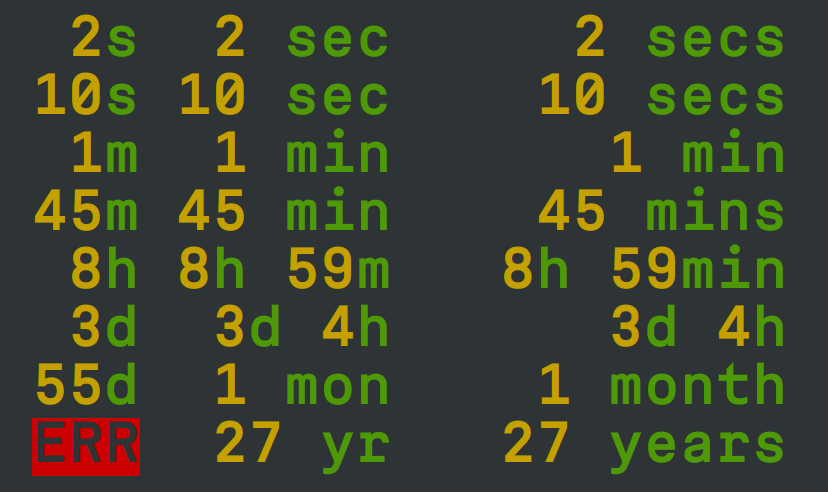 2s 2 sec 2 secs
10s 10 sec 10 secs
1m 1 min 1 min
45m 45 min 45 mins
8h 8h 59m 8h 59min
3d 3d 4h 3d 4h
55d 1 mon 1 month
ERR 27 yr 27 years